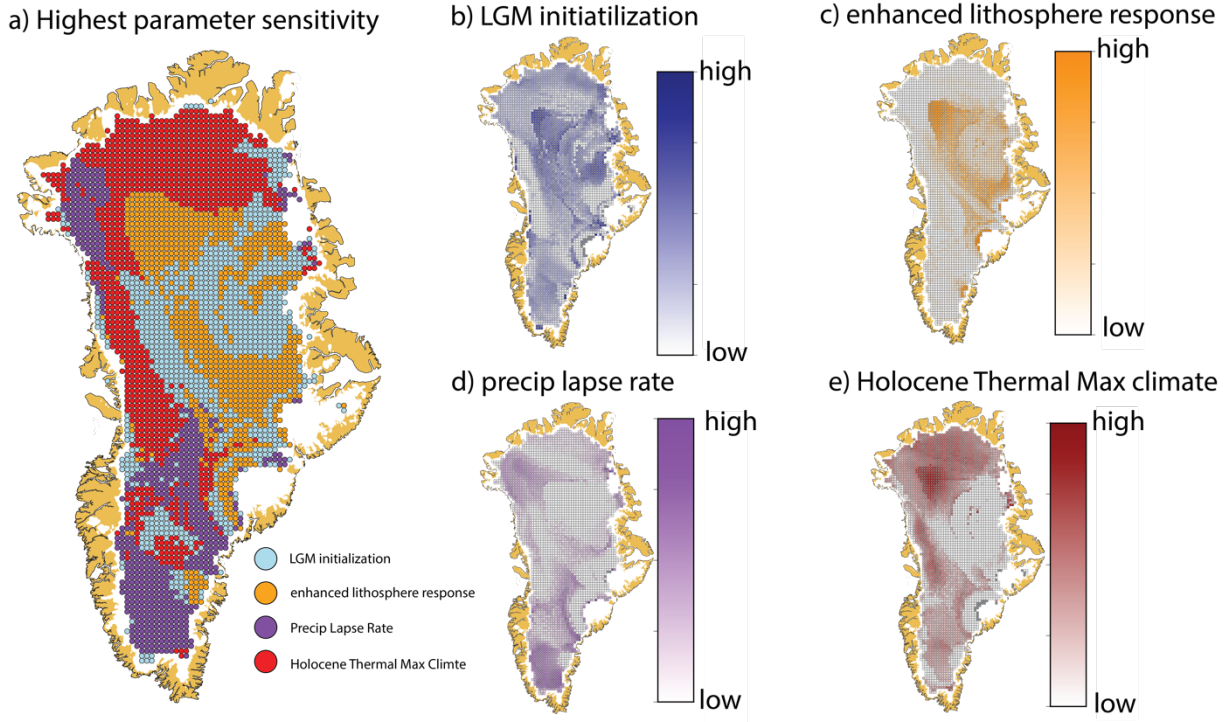 a) Highest parameter sensitivity
LGM initialization
enhanced lithosphere response
Precip Lapse Rate
Holocene Thermal Max Climte
b) LGM initiatilization
high
low
c) enhanced lithosphere response
high
low
d) precip lapse rate
high
low
e) Holocene Thermal Max climate
high
low